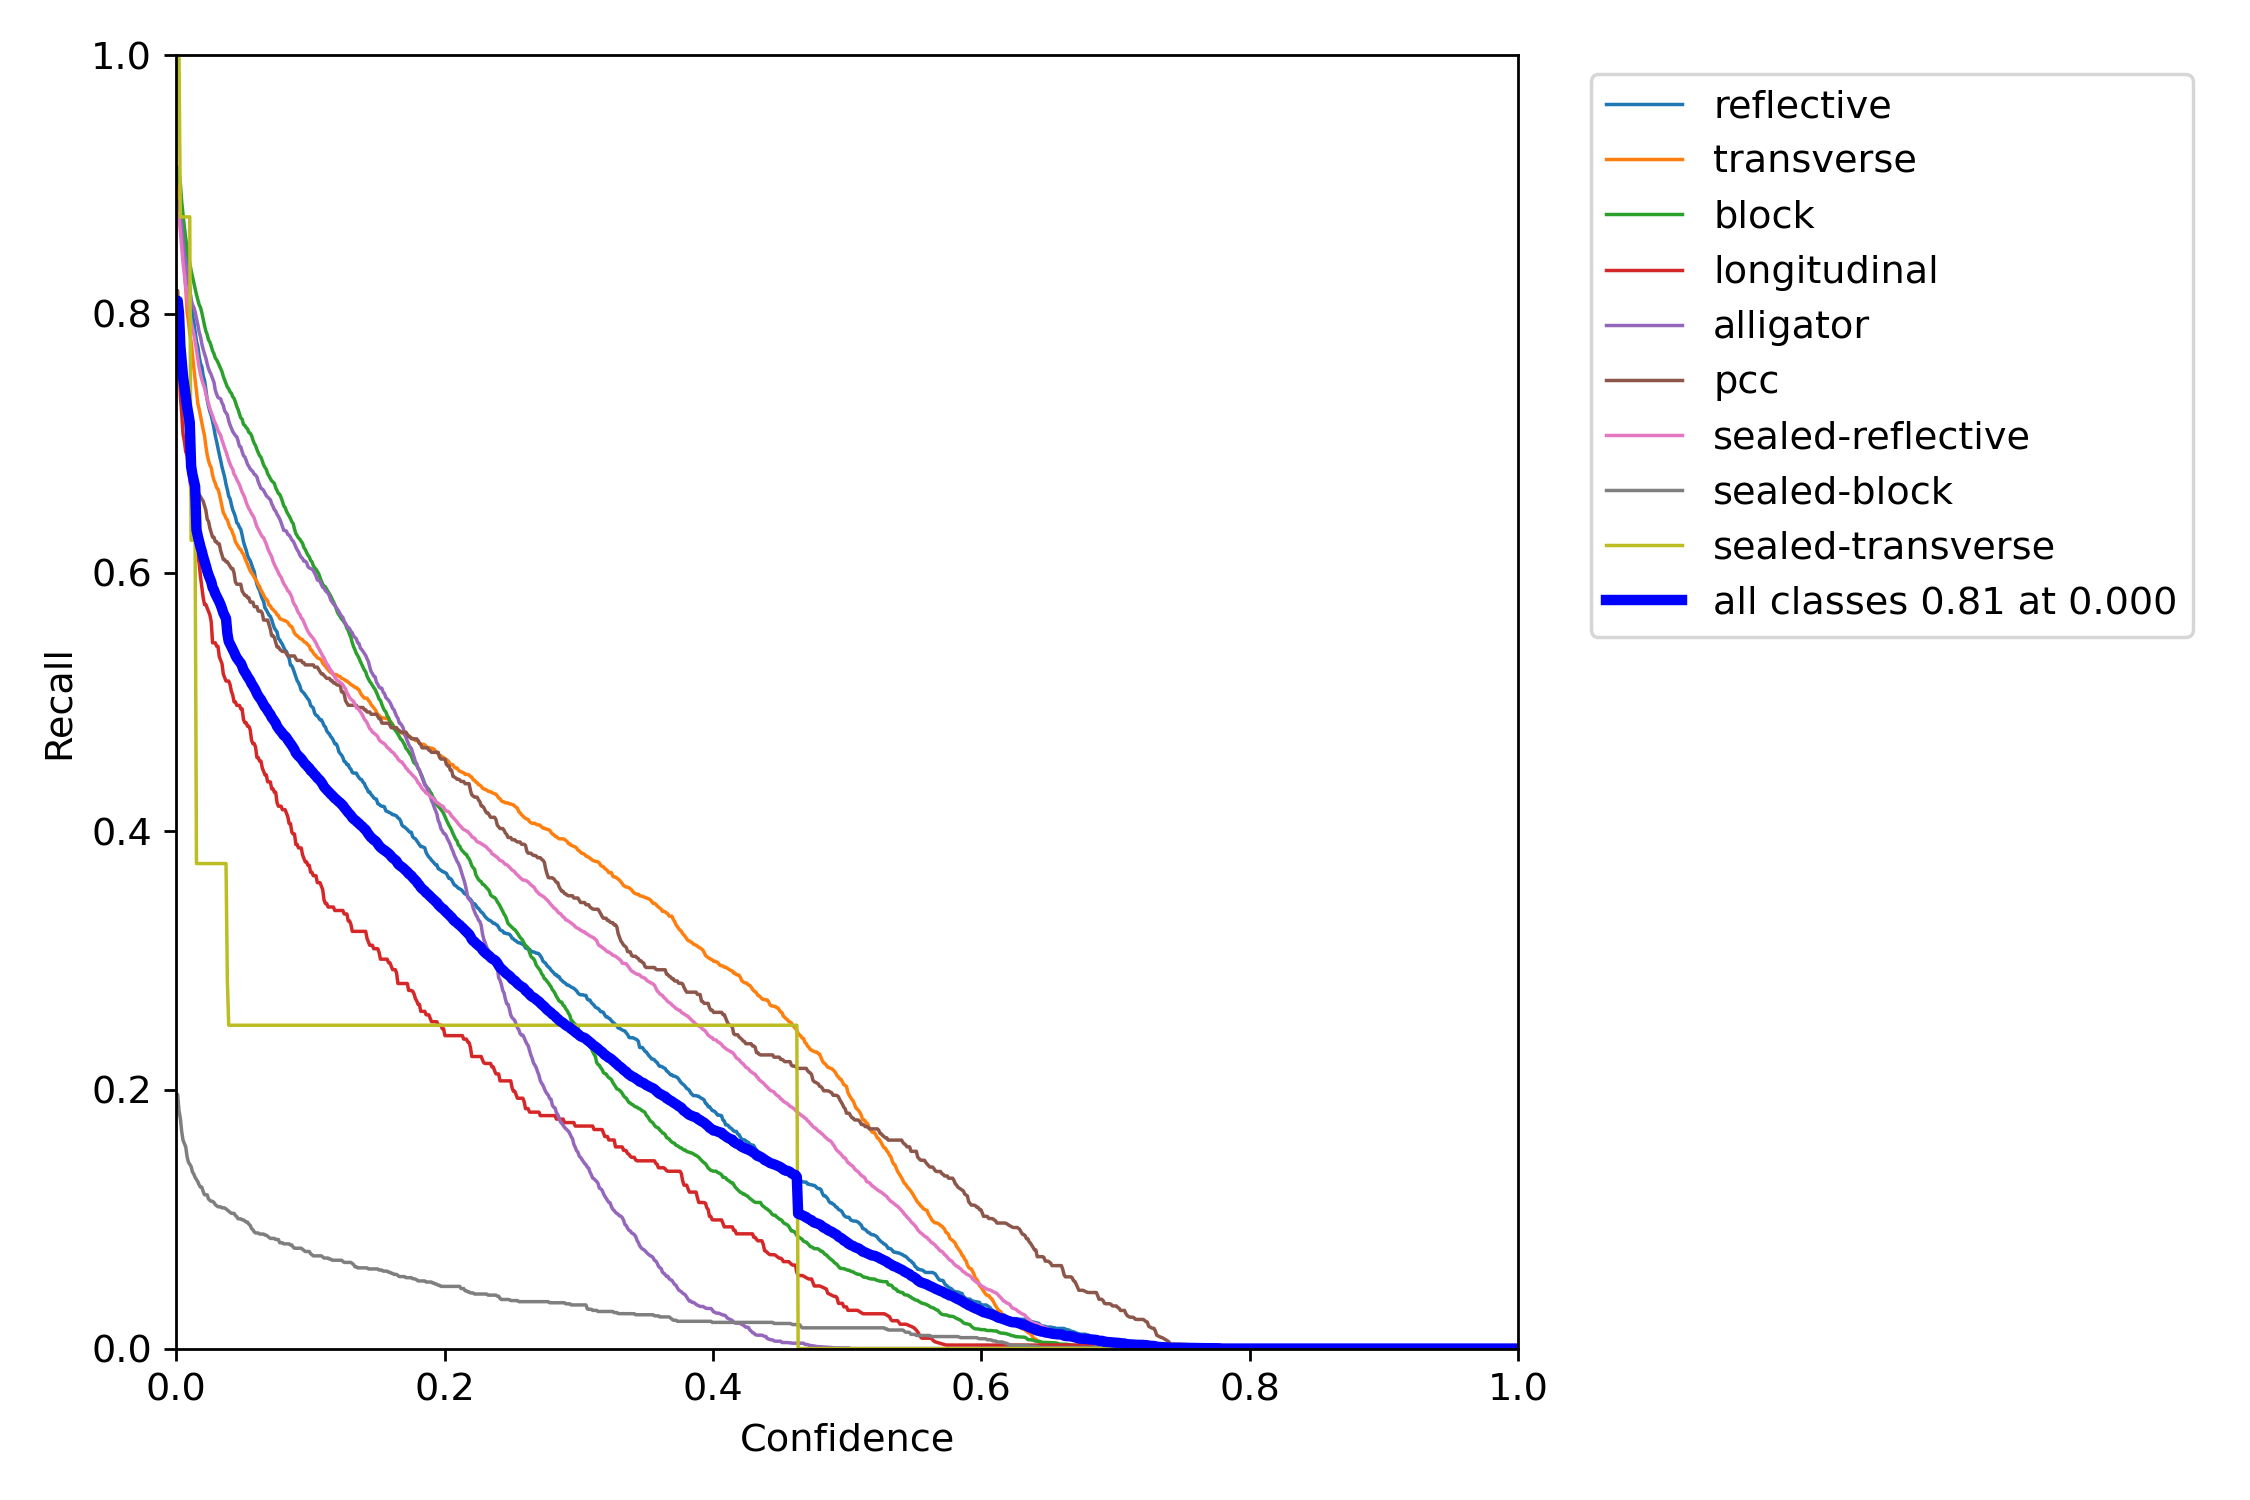 1.0
0.8
0.6
0.4
0.2
0.0
Recall
0.0 0.2 0.4 0.6 0.8 1.0
Confidence
reflective
transverse
block
longitudinal
alligator
pcc
sealed-reflective
sealed-block
sealed-transverse
all classes 0.81 at 0.000